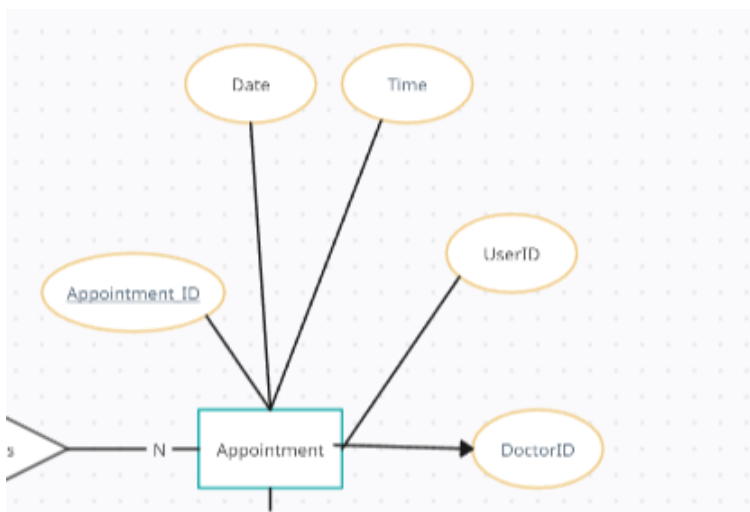 Date
Time
UserID
Appointment_ID
s
N
Appointment
DoctorID